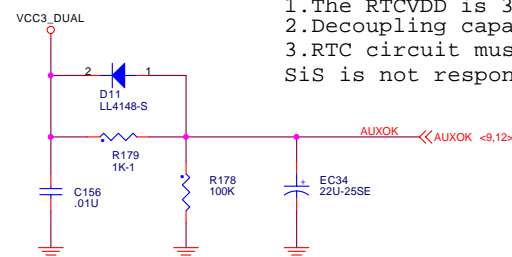 1.The RTCVDD is 3
2.Decoupling capa
3.RTC circuit mus
SiS is not respon
VCC3_DUAL
2
1
D11
LL4148-S
AUXOK
AUXOK <9,12>
R179
1K-1
C156
.01U
R178
100K
+
EC34
22U-25SE